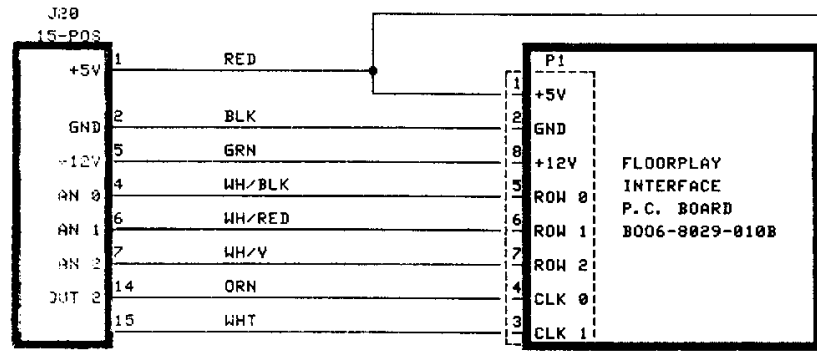 J20
15-POS
+5V 1 RED
P1
1 +5V
GND 2 BLK 2 GND
+12V 5 GRN 8 +12V
AN 0 4 WH/BLK 5 ROW 0
AN 1 6 WH/RED 6 ROW 1
AN 2 7 WH/V 7 ROW 2
OUT 2 14 ORN 4 CLK 0
15 WHT 3 CLK 1
FLOORPLAY
INTERFACE
P.C. BOARD
B006-8029-010B